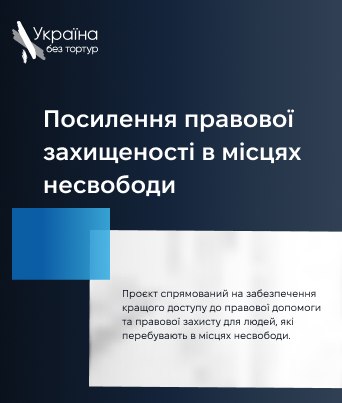 Україна
без тортур
Посилення правової
захищеності в місцях
несвободи
Проєкт спрямований на забезпечення
кращого доступу до правової допомоги
та правової захисту для людей, які
перебувають в місцях несвободи.